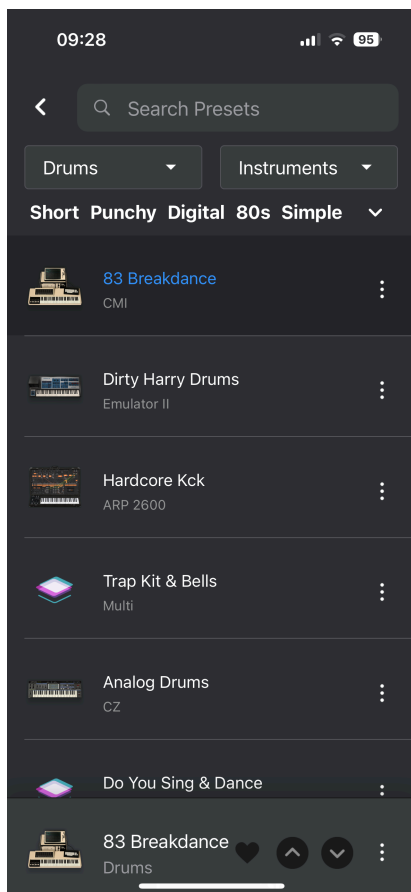 09:28
95
Search Presets
Drums
Instruments
Short Punchy Digital 80s Simple
83 Breakdance
CMI
Dirty Harry Drums
Emulator II
Hardcore Kck
ARP 2600
Trap Kit & Bells
Multi
Analog Drums
CZ
Do You Sing & Dance
83 Breakdance
Drums